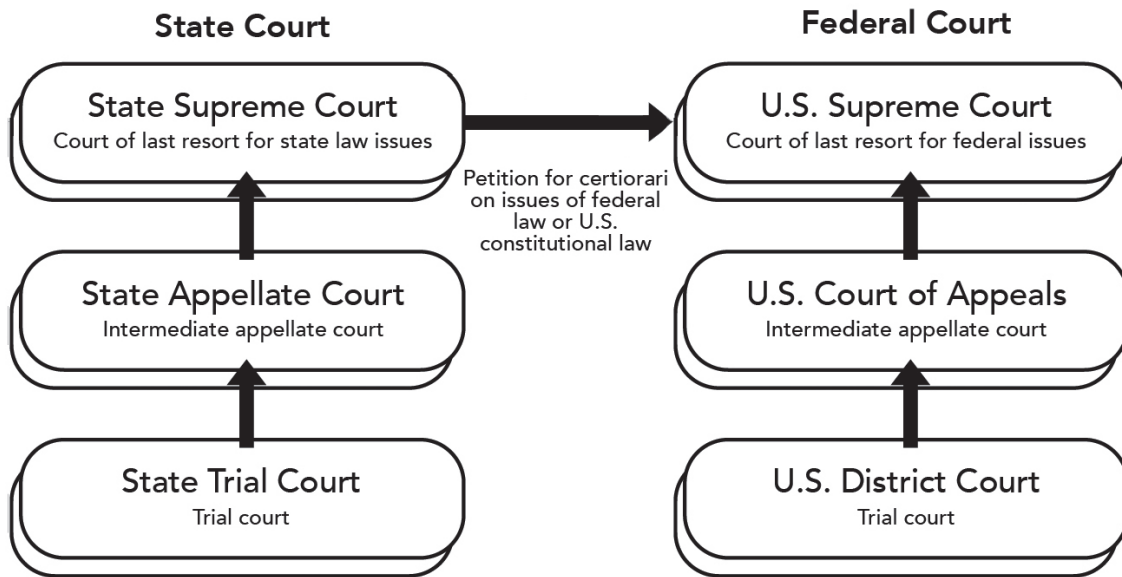 State Court
State Supreme Court
Court of last resort for state law issues
State Appellate Court
Intermediate appellate court
State Trial Court
Trial court
Petition for certiorari
on issues of federal
law or U.S.
constitutional law
Federal Court
U.S. Supreme Court
Court of last resort for federal issues
U.S. Court of Appeals
Intermediate appellate court
U.S. District Court
Trial court